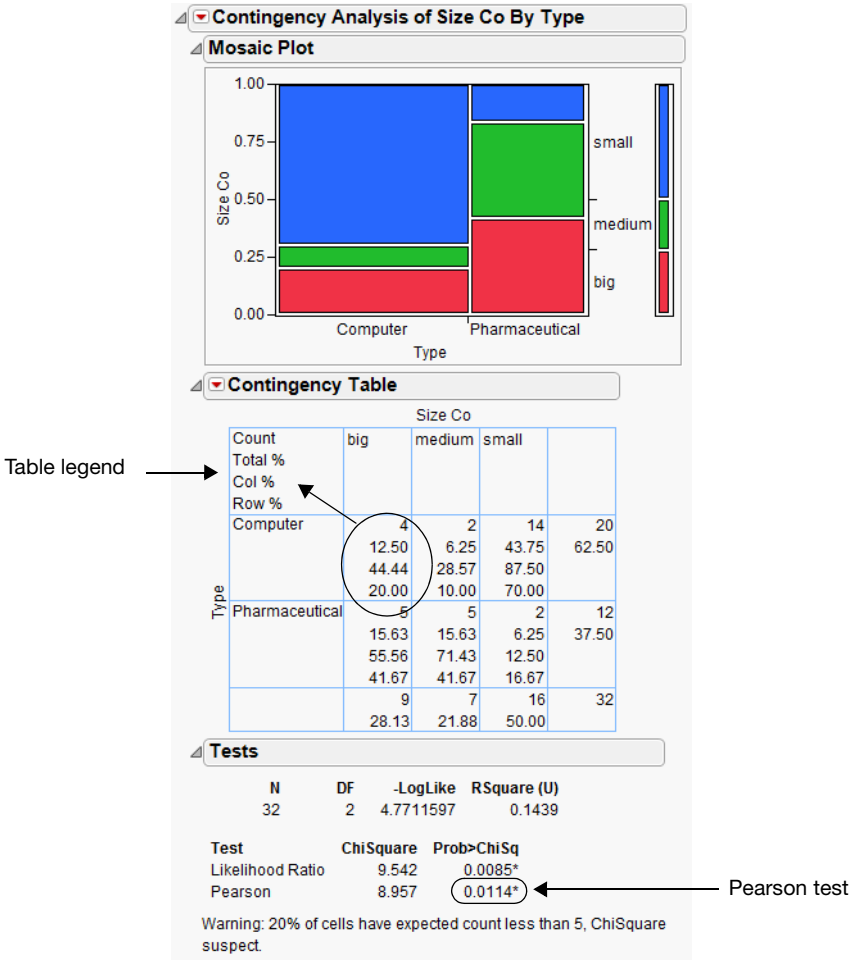 Contingency Analysis of Size Co By Type
Mosaic Plot
1.00
0.75
0.50
0.25
0.00
Size Co
small
medium
big
Computer Pharmaceutical
Type
Contingency Table
Size Co
Table legend
Count big medium small
Total %
Col %
Row %
Type
Computer 4 2 14 20
12.50 6.25 43.75 62.50
44.44 28.57 87.50
20.00 10.00 70.00
Pharmaceutical 5 5 2 12
15.63 15.63 6.25 37.50
55.56 71.43 12.50
41.67 41.67 16.67
9 7 16 32
28.13 21.88 50.00
Tests
N DF -LogLike RSquare (U)
32 2 4.7711597 0.1439
Test ChiSquare Prob>ChiSq
Likelihood Ratio 9.542 0.0085*
Pearson 8.957 0.0114*
Pearson test
Warning: 20% of cells have expected count less than 5, ChiSquare
suspect.